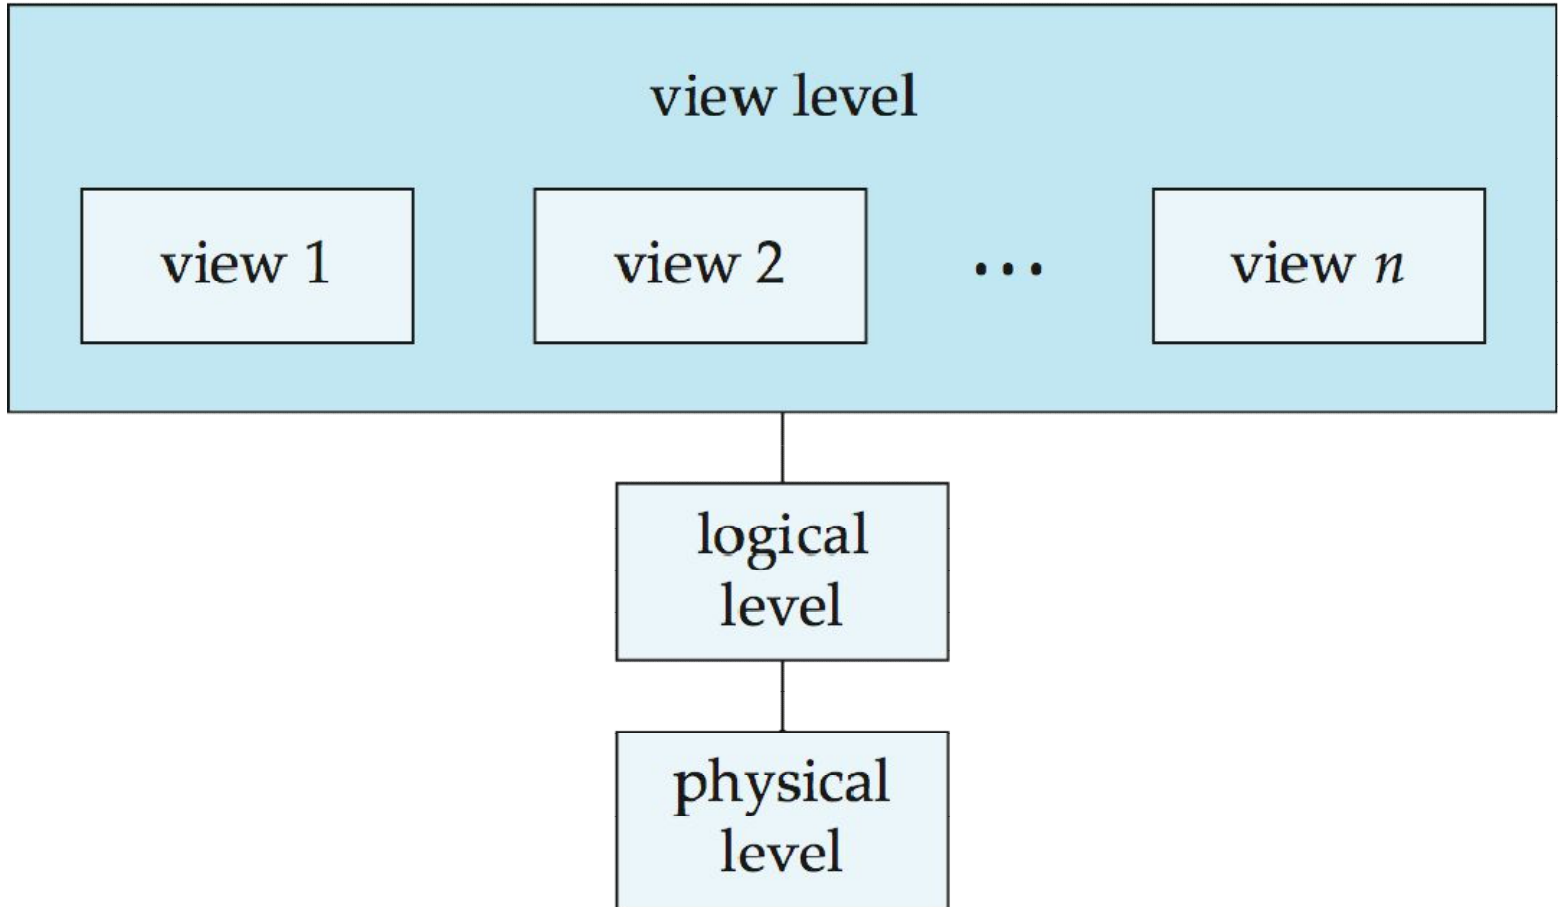 view level
view 1 view 2 ... view n
logical
level
physical
level